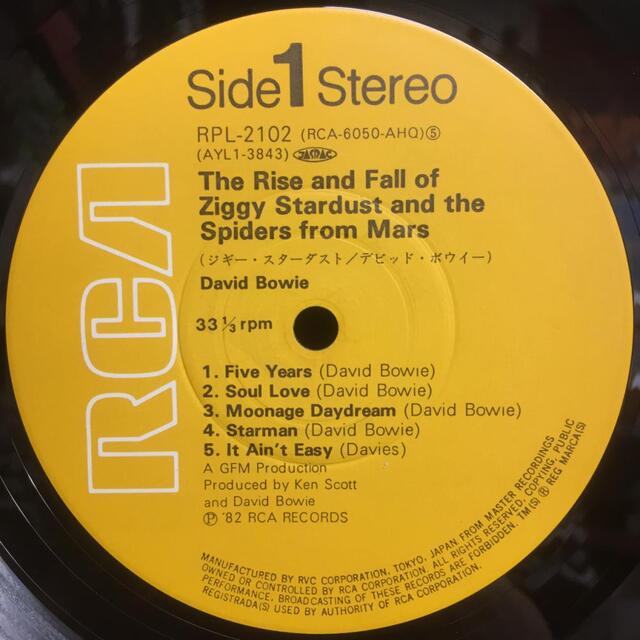 Side 1 Stereo
RPL-2102 (RCA-6050-AHQ)⑤
(AYL1-3843) JASRAC
The Rise and Fall of
Ziggy Stardust and the
Spiders from Mars
(ジギー・スターダスト/デビッド・ボウイー)
David Bowie
33 1/3 rpm
1. Five Years (David Bowie)
2. Soul Love (David Bowie)
3. Moonage Daydream (David Bowie)
4. Starman (David Bowie)
5. It Ain't Easy (Davies)
A GFM Production
Produced by Ken Scott
and David Bowie
Ⓟ '82 RCA RECORDS
RCA
MANUFACTURED BY RVC CORPORATION, TOKYO, JAPAN, FROM MASTER RECORDINGS
OWNED OR CONTROLLED BY RCA CORPORATION. ALL RIGHTS RESERVED. COPYING, PUBLIC
PERFORMANCE, BROADCASTING OF THESE RECORDS ARE FORBIDDEN. TM(S) ® REG MARCA(S)
REGISTRADA(S) USED BY AUTHORITY OF RCA CORPORATION.